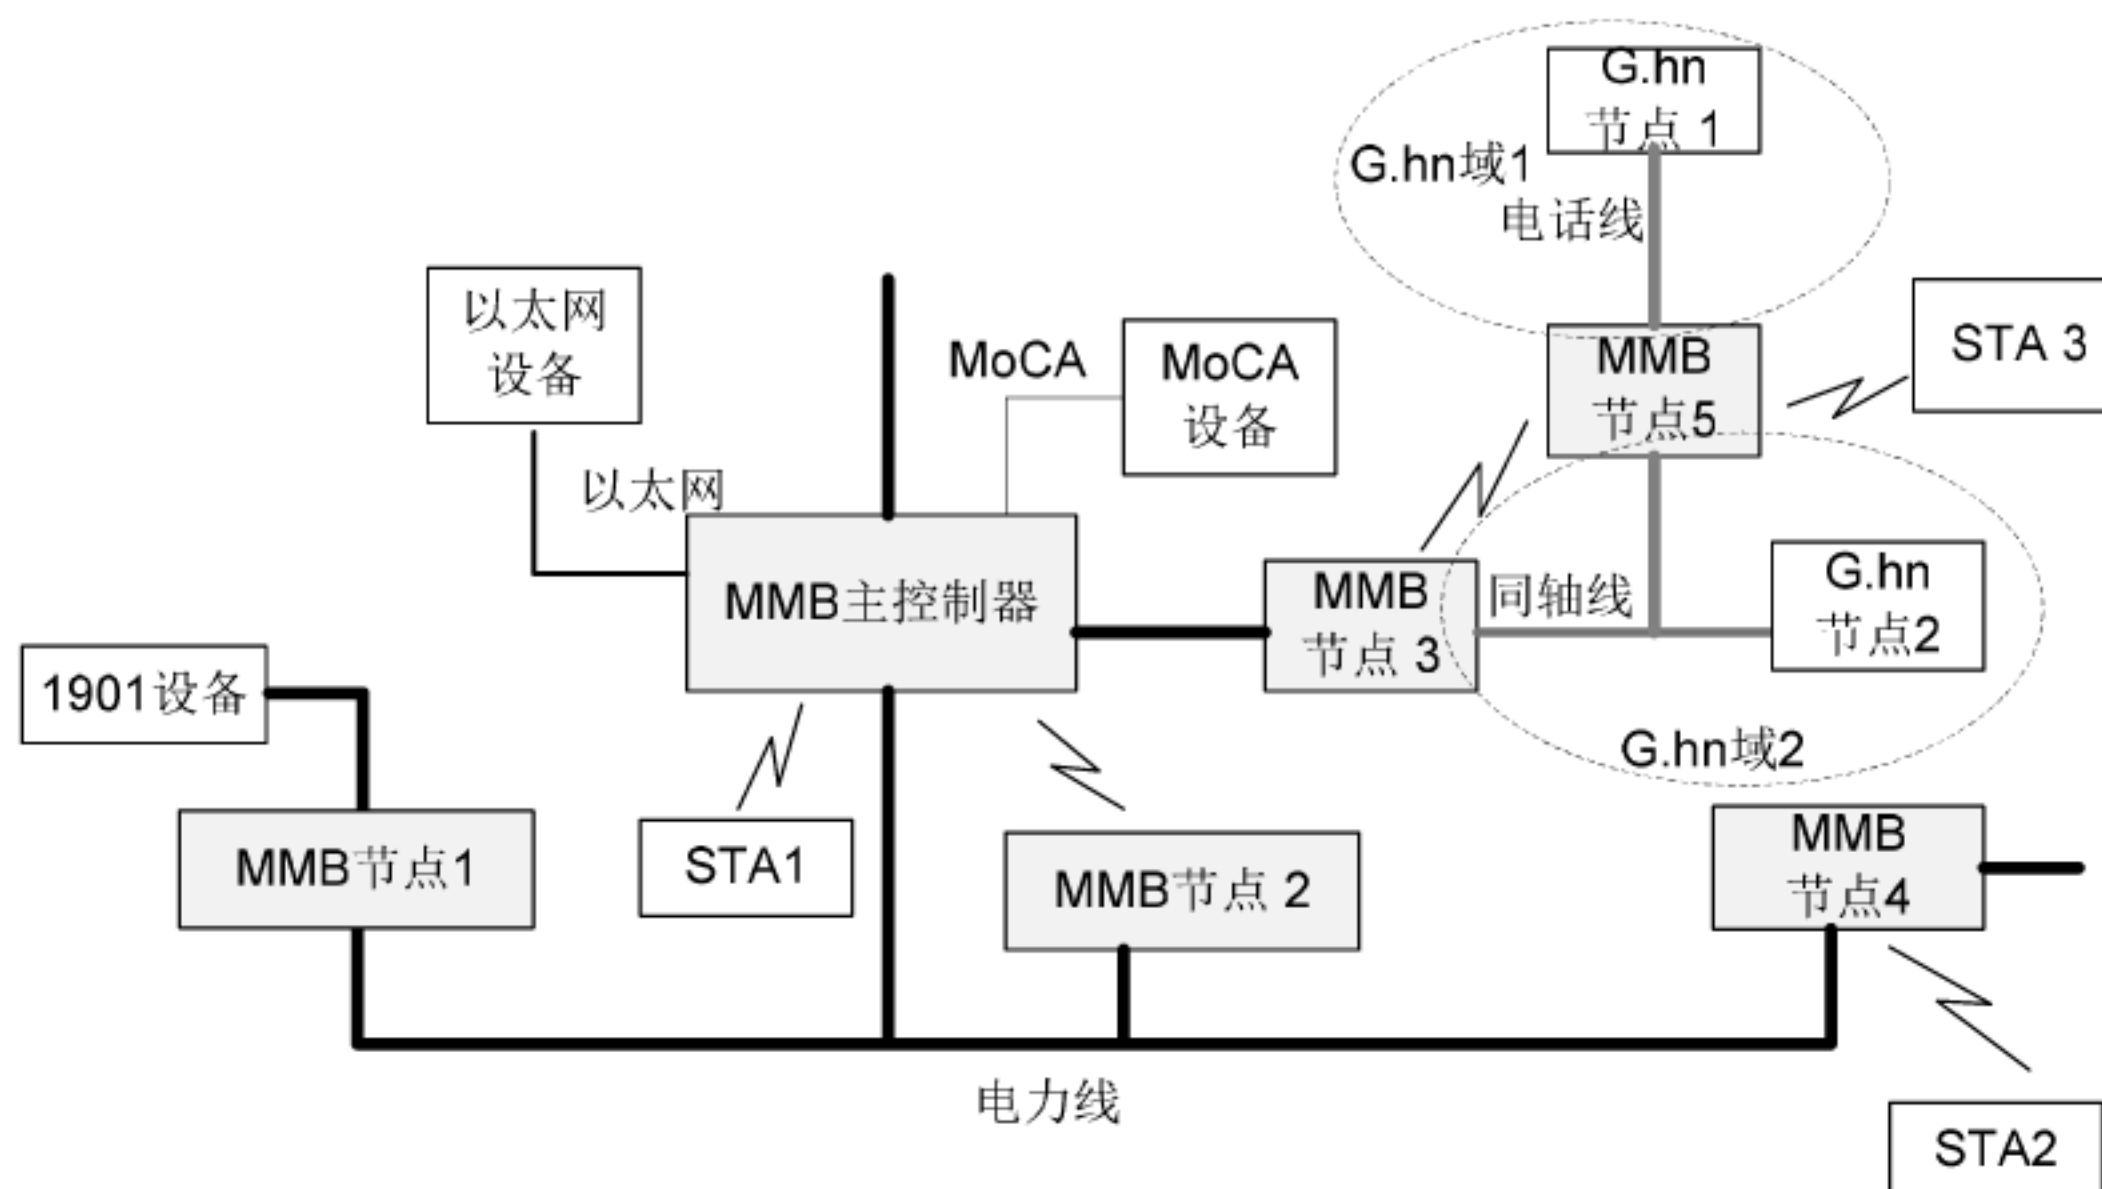 G.hn
节点 1
G.hn域1
电话线
以太网
设备
MoCA
MoCA
设备
MMB
节点5
STA 3
以太网
MMB主控制器
MMB
节点 3
同轴线
G.hn
节点2
1901设备
G.hn域2
MMB节点1
STA1
MMB节点 2
MMB
节点4
电力线
STA2